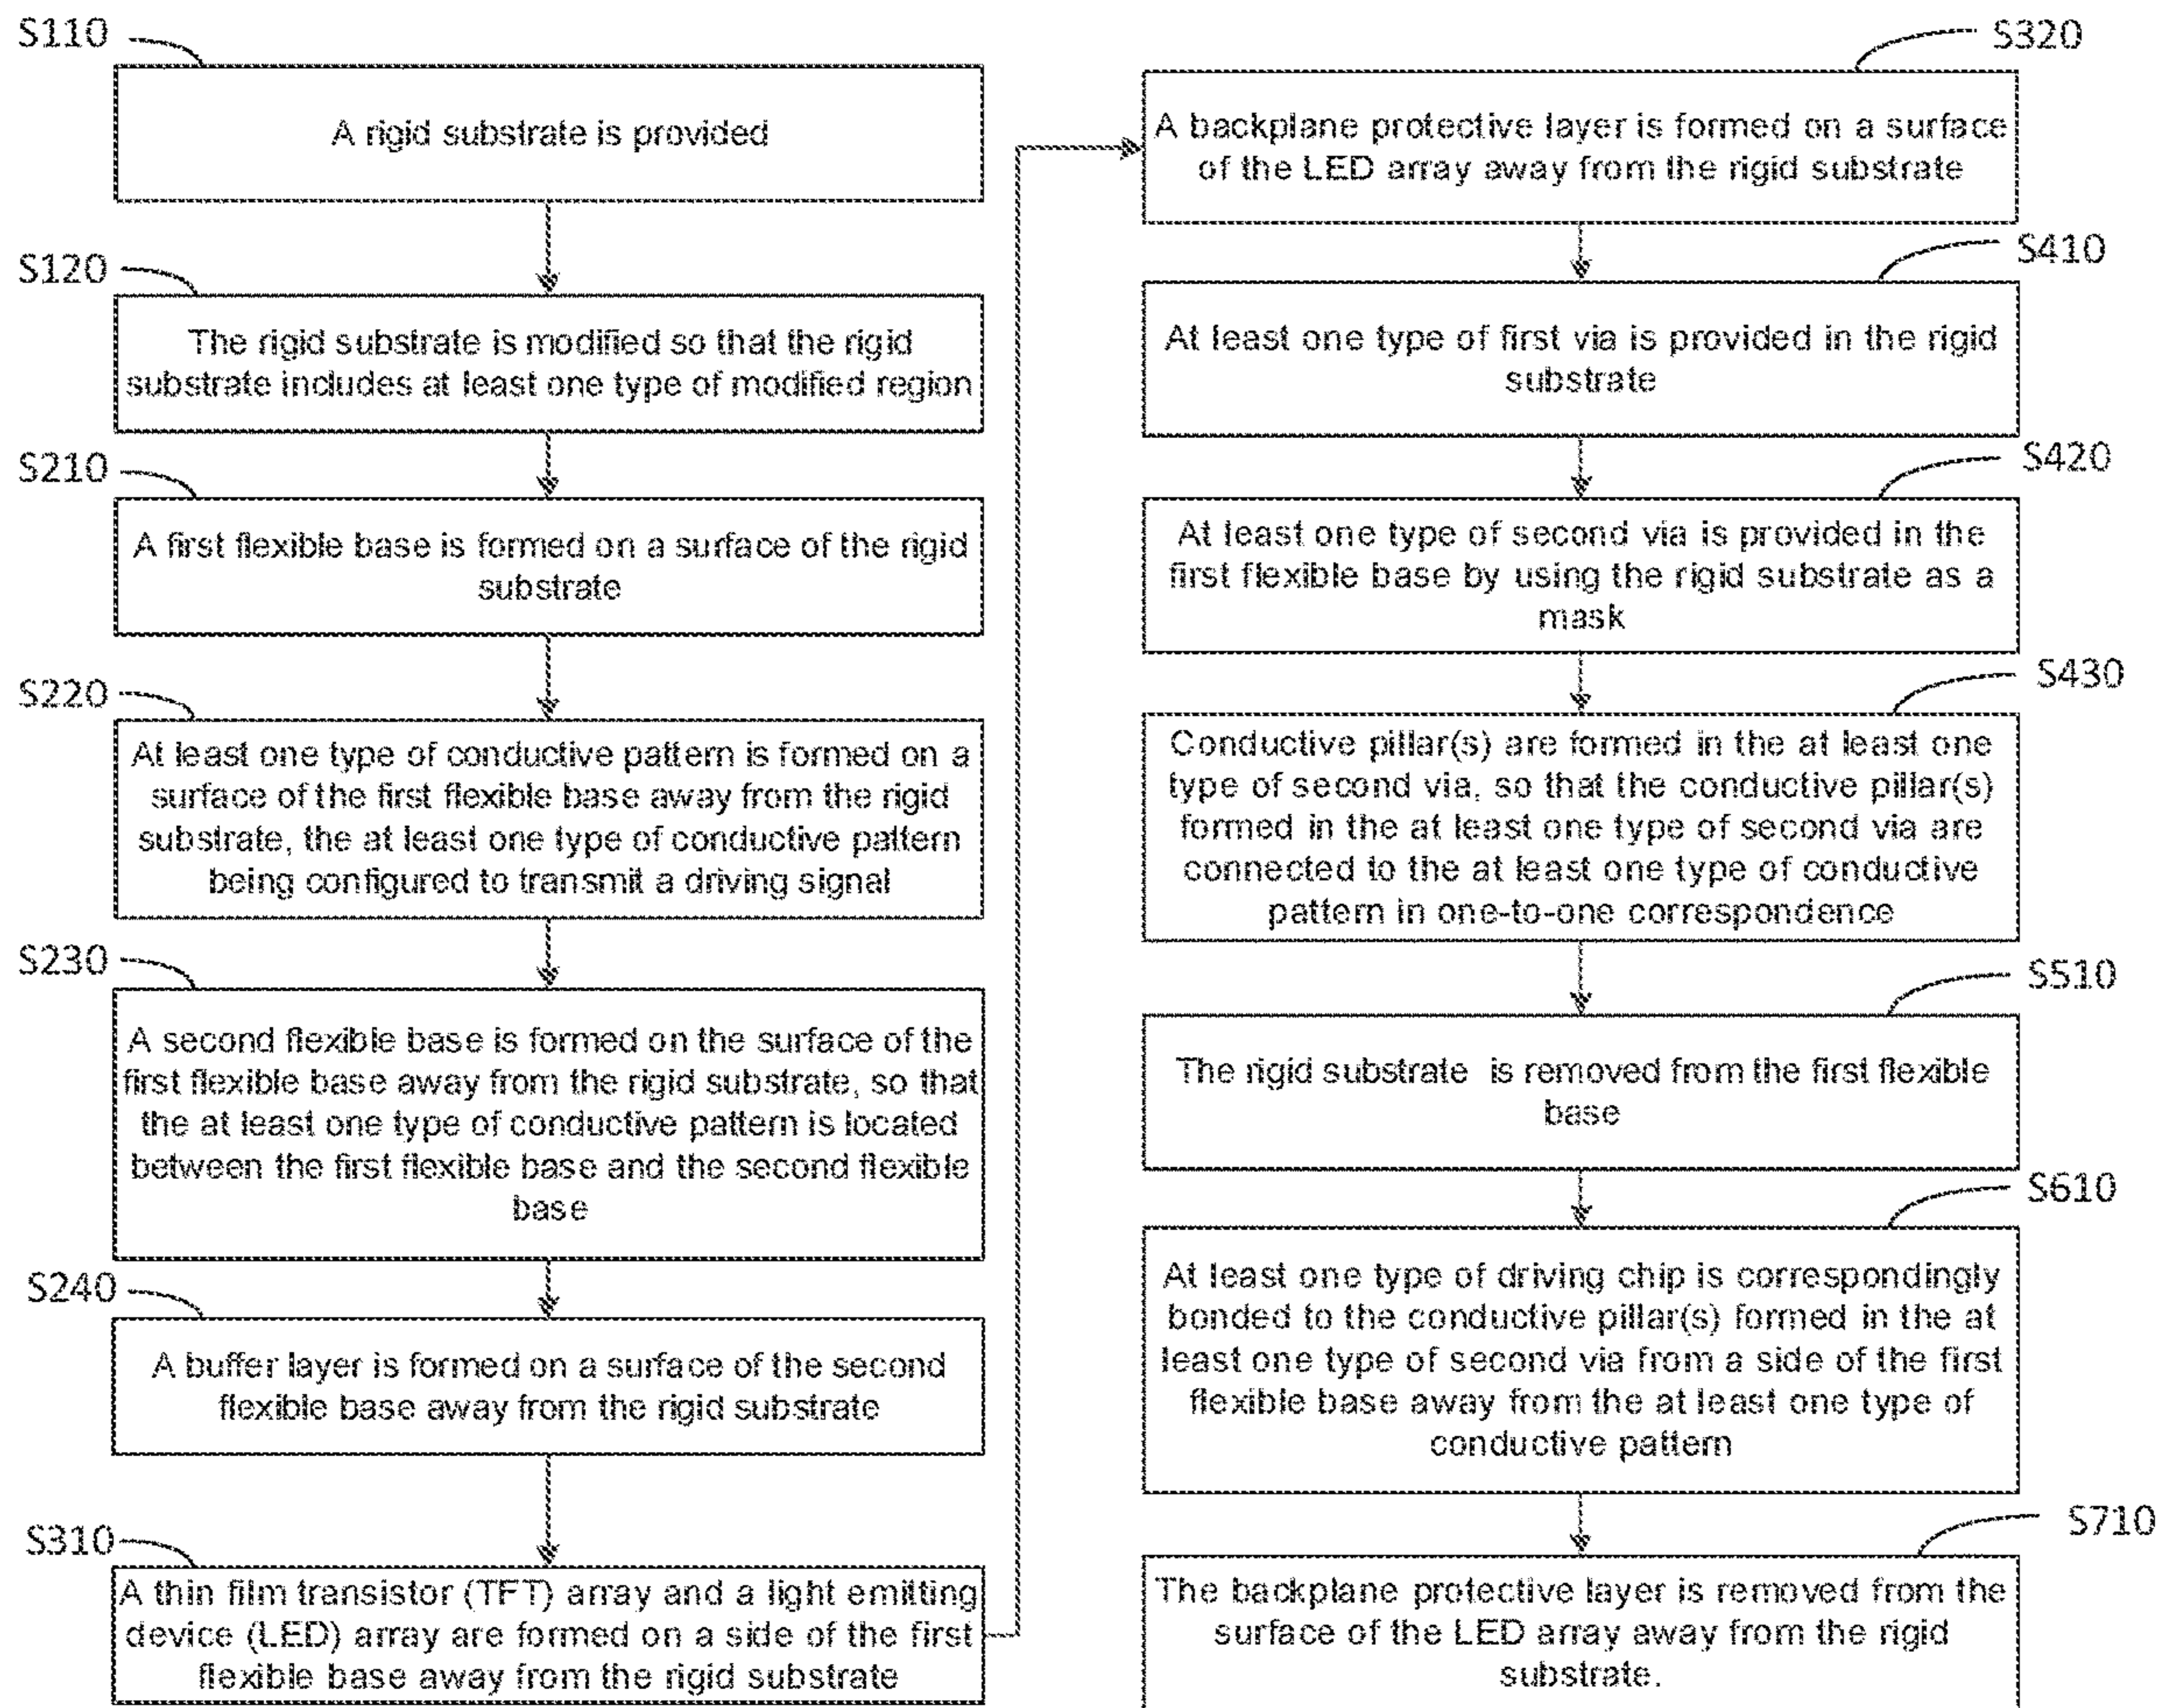 S110
A rigid substrate is provided
S120
The rigid substrate is modified so that the rigid
substrate includes at least one type of modified region
S210
A first flexible base is formed on a surface of the rigid
substrate
S220
At least one type of conductive pattern is formed on a
surface of the first flexible base away from the rigid
substrate, the at least one type of conductive pattern
being configured to transmit a driving signal
S230
A second flexible base is formed on the surface of the
first flexible base away from the rigid substrate, so that
the at least one type of conductive pattern is located
between the first flexible base and the second flexible
base
S240
A buffer layer is formed on a surface of the second
flexible base away from the rigid substrate
S310
A thin film transistor (TFT) array and a light emitting
device (LED) array are formed on a side of the first
flexible base away from the rigid substrate
S320
A backplane protective layer is formed on a surface
of the LED array away from the rigid substrate
S410
At least one type of first via is provided in the rigid
substrate
S420
At least one type of second via is provided in the
first flexible base by using the rigid substrate as a
mask
S430
Conductive pillar(s) are formed in the at least one
type of second via, so that the conductive pillar(s)
formed in the at least one type of second via are
connected to the at least one type of conductive
pattern in one-to-one correspondence
S510
The rigid substrate is removed from the first flexible
base
S610
At least one type of driving chip is correspondingly
bonded to the conductive pillar(s) formed in the at
least one type of second via from a side of the first
flexible base away from the at least one type of
conductive pattern
S710
The backplane protective layer is removed from the
surface of the LED array away from the rigid
substrate.